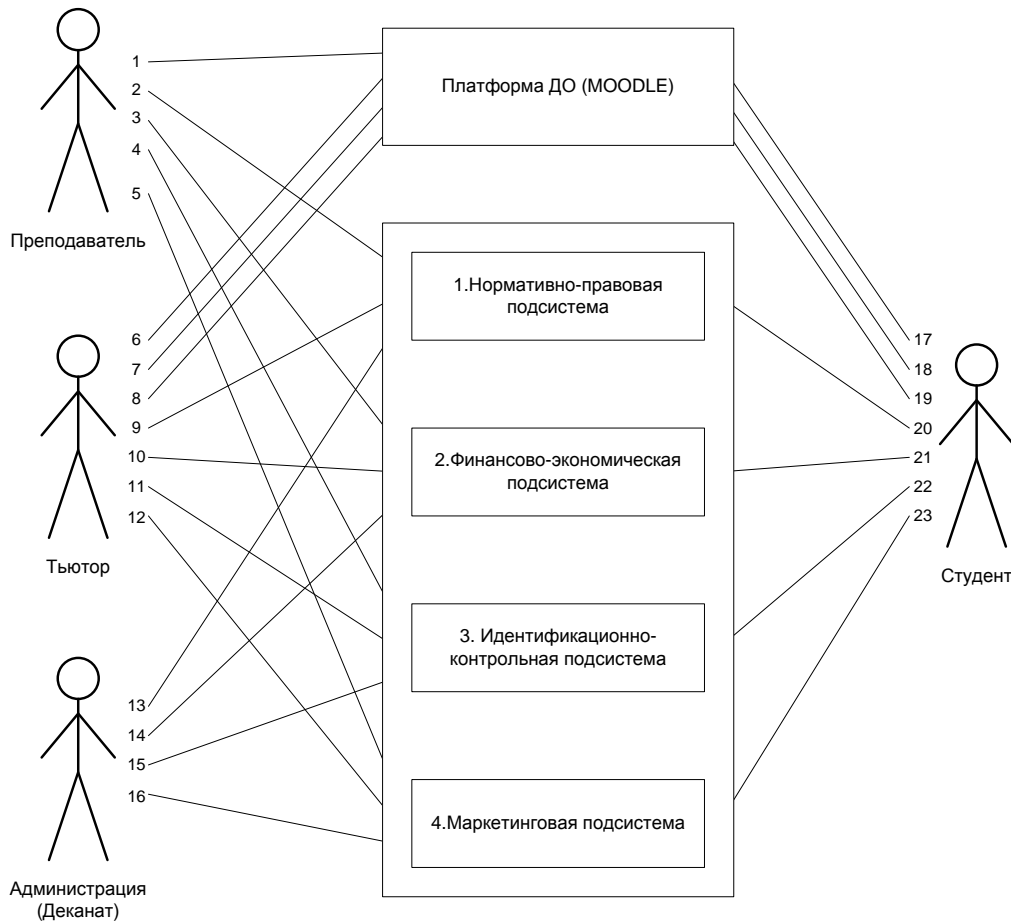 1
2
3
4
5
Преподаватель
6
7
8
9
10
11
12
Тьютор
13
14
15
16
Администрация
(Деканат)
Платформа ДО (MOODLE)
1.Нормативно-правовая
подсистема
2.Финансово-экономическая
подсистема
3. Идентификационно-
контрольная подсистема
4.Маркетинговая подсистема
17
18
19
20
21
22
23
Студент